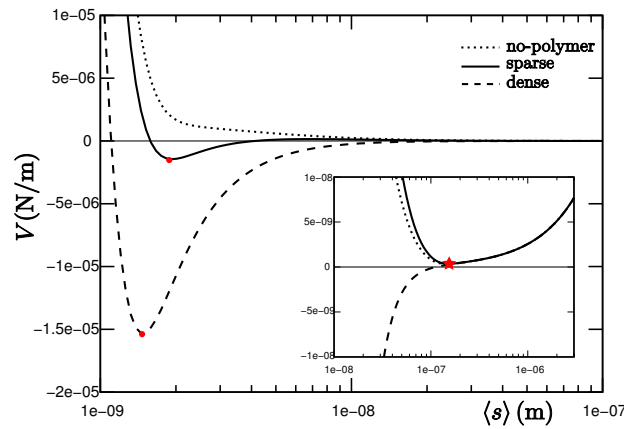 1e-05
5e-06
0
-5e-06
-1e-05
-1.5e-05
-2e-05
V(N/m)
1e-09
1e-08
1e-07
⟨s⟩ (m)
no-polymer
sparse
dense
1e-08
5e-09
0
-5e-09
-1e-08
1e-08
1e-07
1e-06